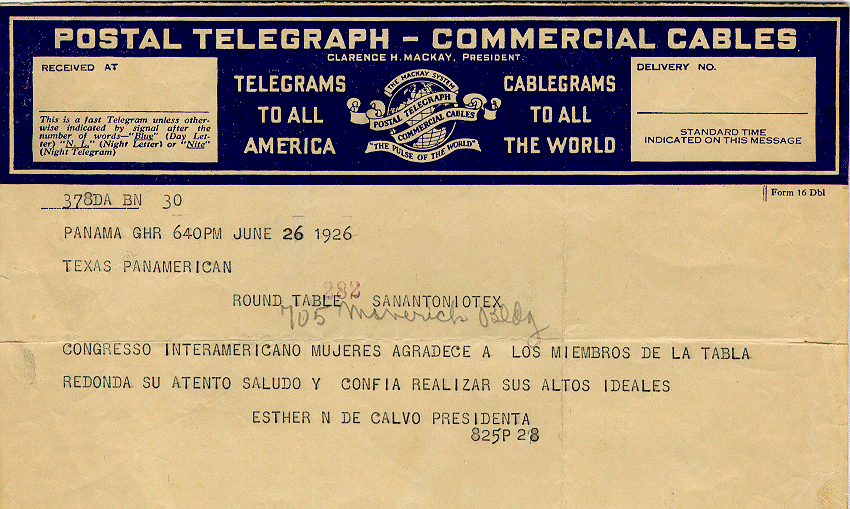 POSTAL TELEGRAPH - COMMERCIAL CABLES
CLARENCE H. MACKAY, PRESIDENT.
RECEIVED AT
This is a fast Telegram unless other-
wise indicated by signal after the
number of words—"Blue" (Day Let-
ter) "N. L." (Night Letter) or "Nite"
(Night Telegram)
TELEGRAMS
TO ALL
AMERICA
THE MACKAY SYSTEM
POSTAL TELEGRAPH
COMMERCIAL CABLES
"THE PULSE OF THE WORLD"
CABLEGRAMS
TO ALL
THE WORLD
DELIVERY NO.
STANDARD TIME
INDICATED ON THIS MESSAGE
Form 16 Dbl
378DA BN 30
PANAMA GHR 640PM JUNE 26 1926
TEXAS PANAMERICAN
282
ROUND TABLE SANANTONIOTEX
705 Maverick Bldg
CONGRESSO INTERAMERICANO MUJERES AGRADECE A LOS MIEMBROS DE LA TABLA
REDONDA SU ATENTO SALUDO Y CONFIA REALIZAR SUS ALTOS IDEALES
ESTHER N DE CALVO PRESIDENTA
825P 28